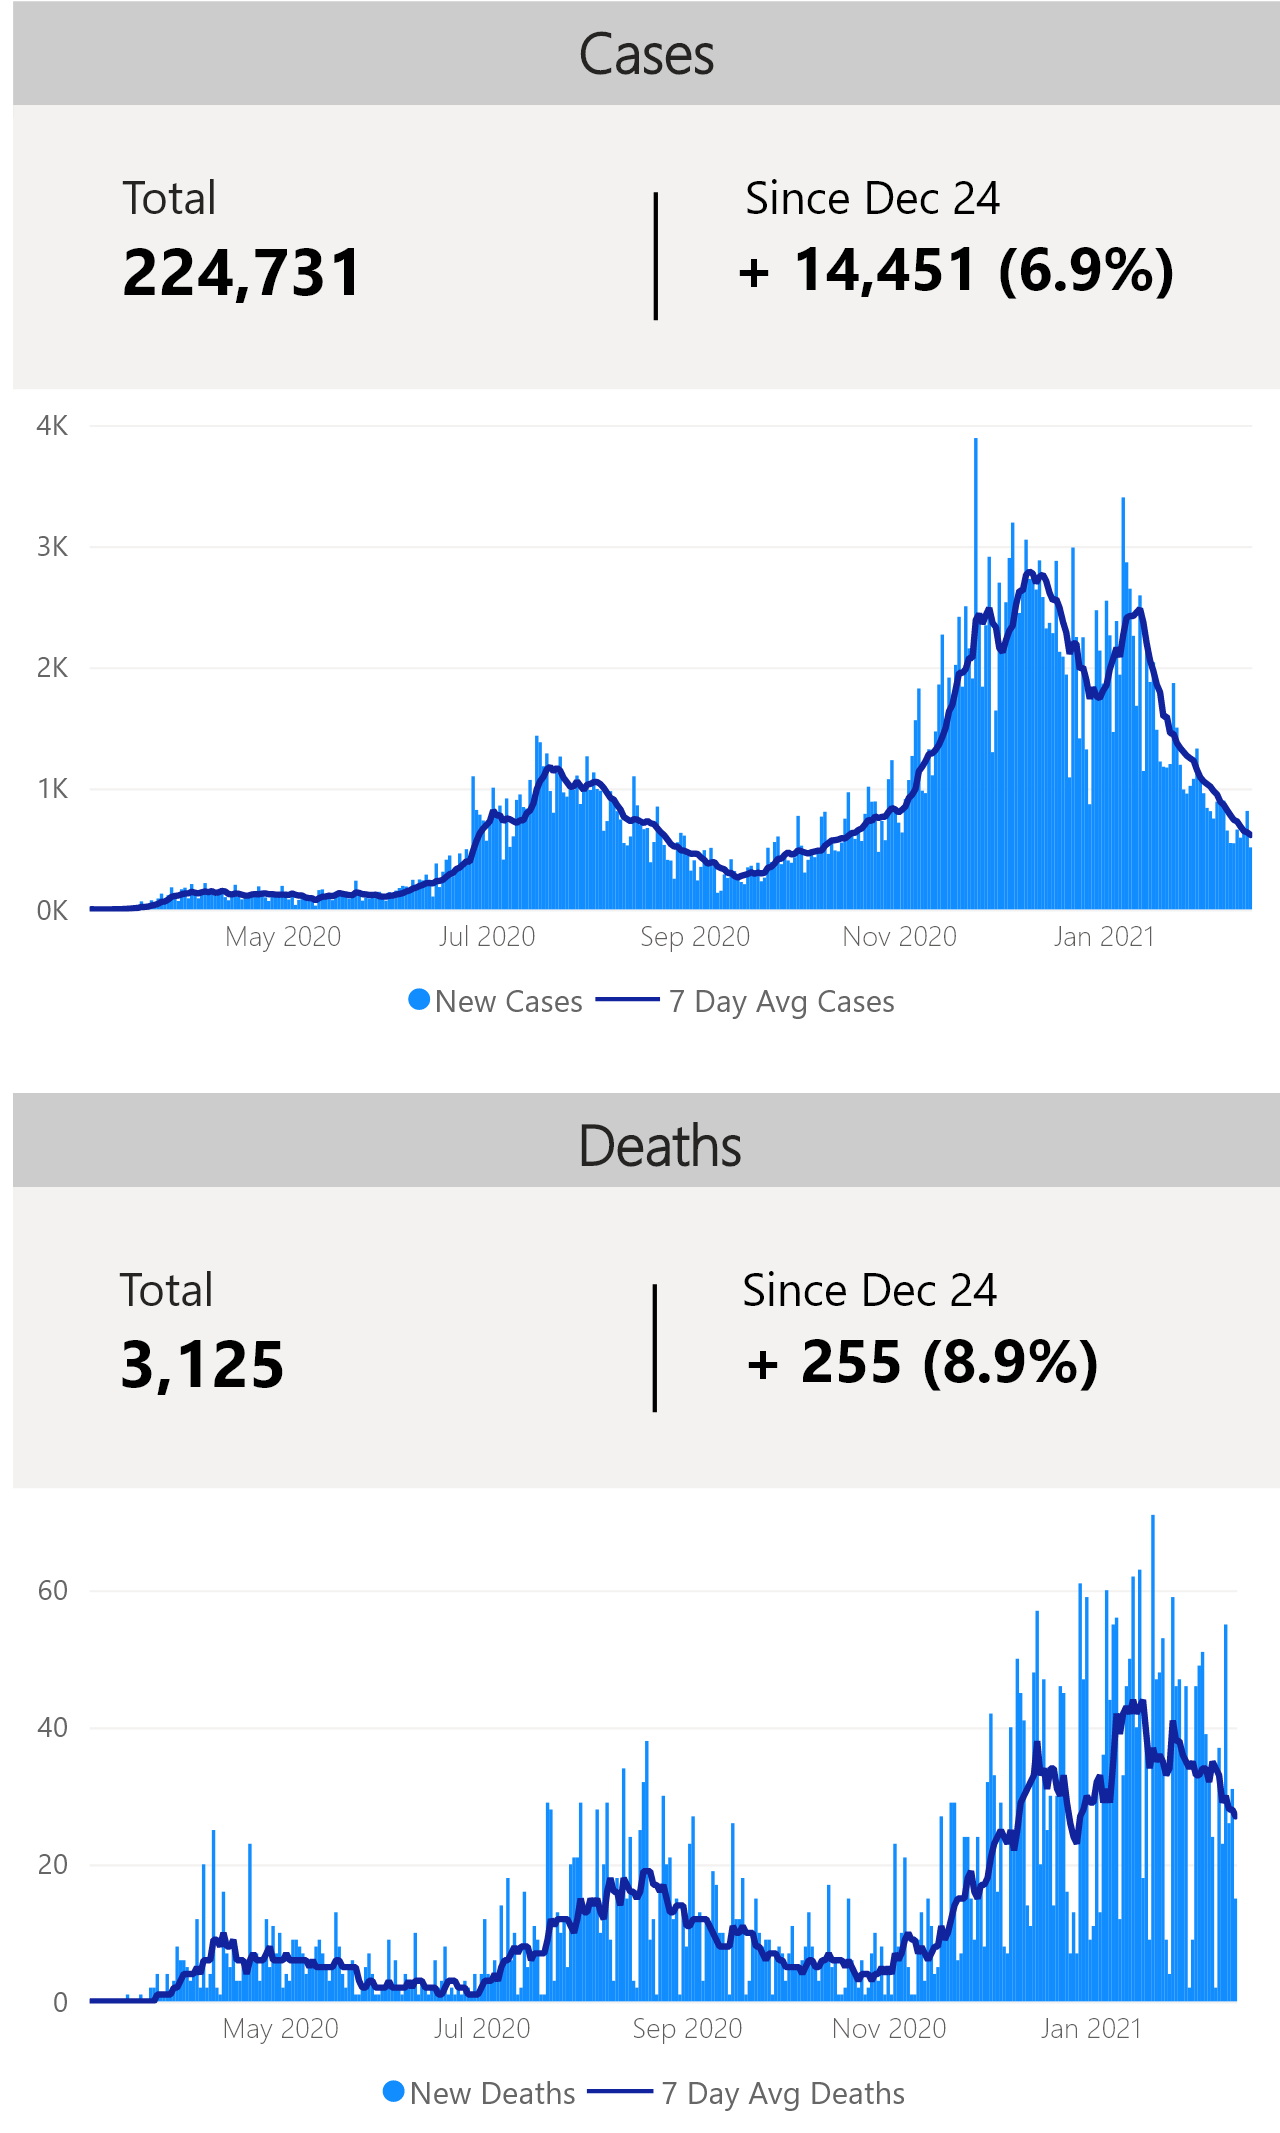 Cases
Total
Since Dec 24
224,731
+ 14,451 (6.9%)
4K
3K
2K
1K
0K
May 2020
Jul 2020
Sep 2020
Nov 2020
Jan 2021
New Cases
7 Day Avg Cases
Deaths
Total
Since Dec 24
3,125
+ 255 (8.9%)
60
40
20
0
May 2020
Jul 2020
Sep 2020
Nov 2020
Jan 2021
New Deaths
7 Day Avg Deaths